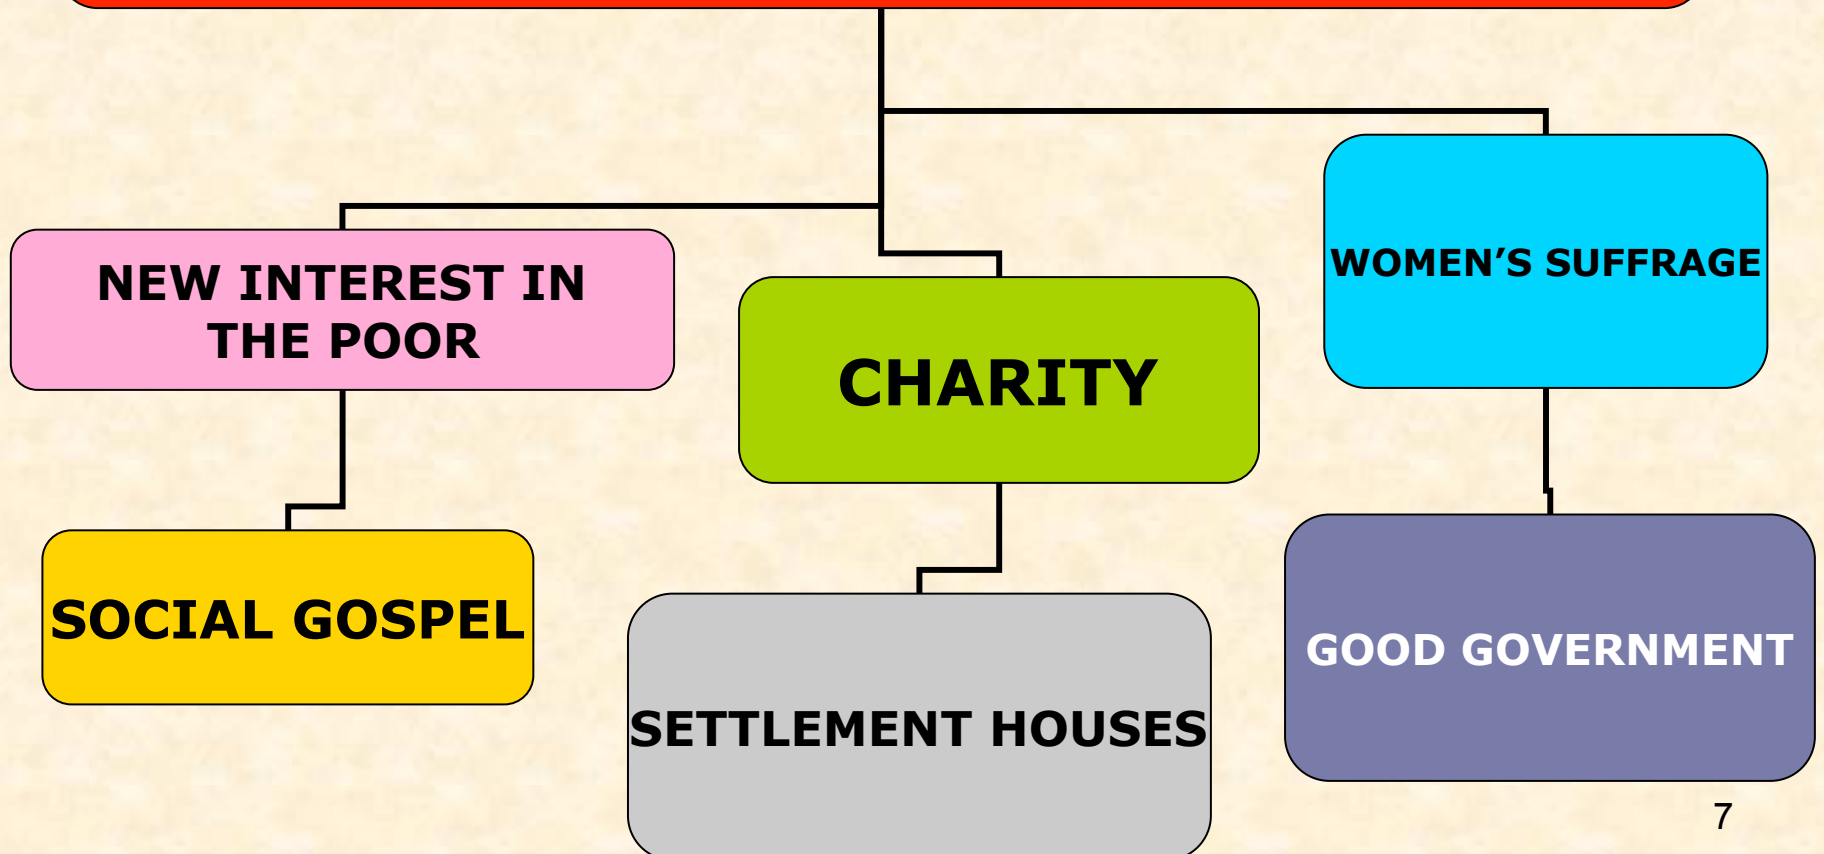 NEW INTEREST IN
THE POOR
CHARITY
WOMEN’S SUFFRAGE
SOCIAL GOSPEL
SETTLEMENT HOUSES
GOOD GOVERNMENT
7